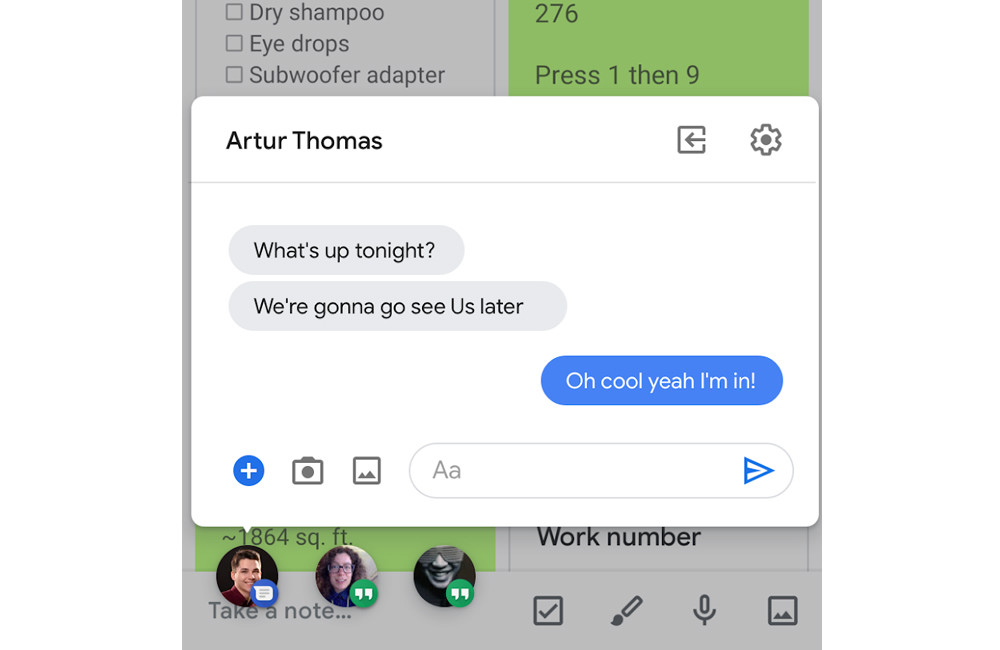 Dry shampoo
Eye drops
Subwoofer adapter
276
Press 1 then 9
Artur Thomas
What's up tonight?
We're gonna go see Us later
Oh cool yeah I'm in!
Aa
~1864 sq. ft.
Work number
Take a note...